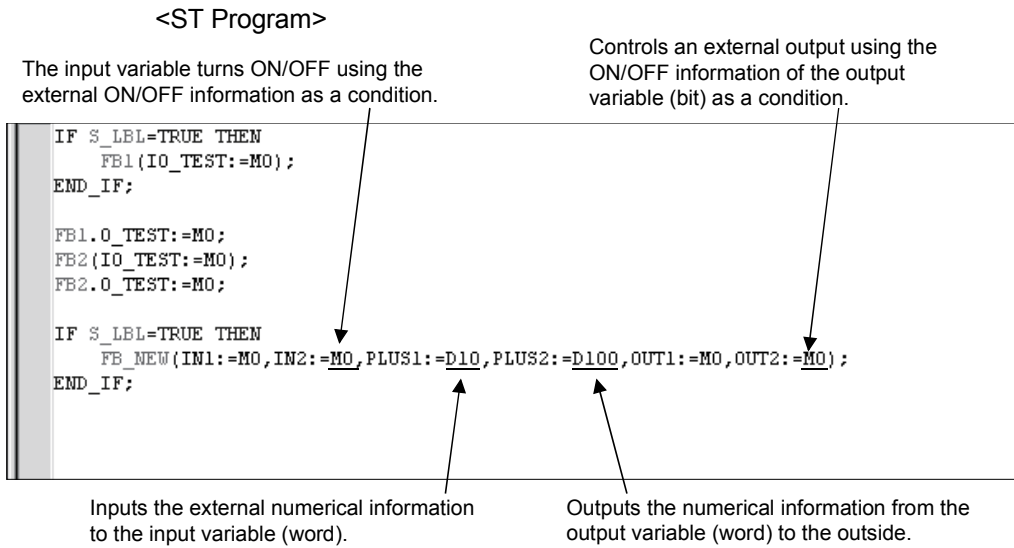 <ST Program>
The input variable turns ON/OFF using the
external ON/OFF information as a condition.
Controls an external output using the
ON/OFF information of the output
variable (bit) as a condition.
IF S_LBL=TRUE THEN
FB1(IO_TEST:=M0);
END_IF;
FB1.O_TEST:=M0;
FB2(IO_TEST:=M0);
FB2.O_TEST:=M0;
IF S_LBL=TRUE THEN
FB_NEW(IN1:=M0,IN2:=M0,PLUS1:=D10,PLUS2:=D100,OUT1:=M0,OUT2:=M0);
END_IF;
Inputs the external numerical information
to the input variable (word).
Outputs the numerical information from the
output variable (word) to the outside.